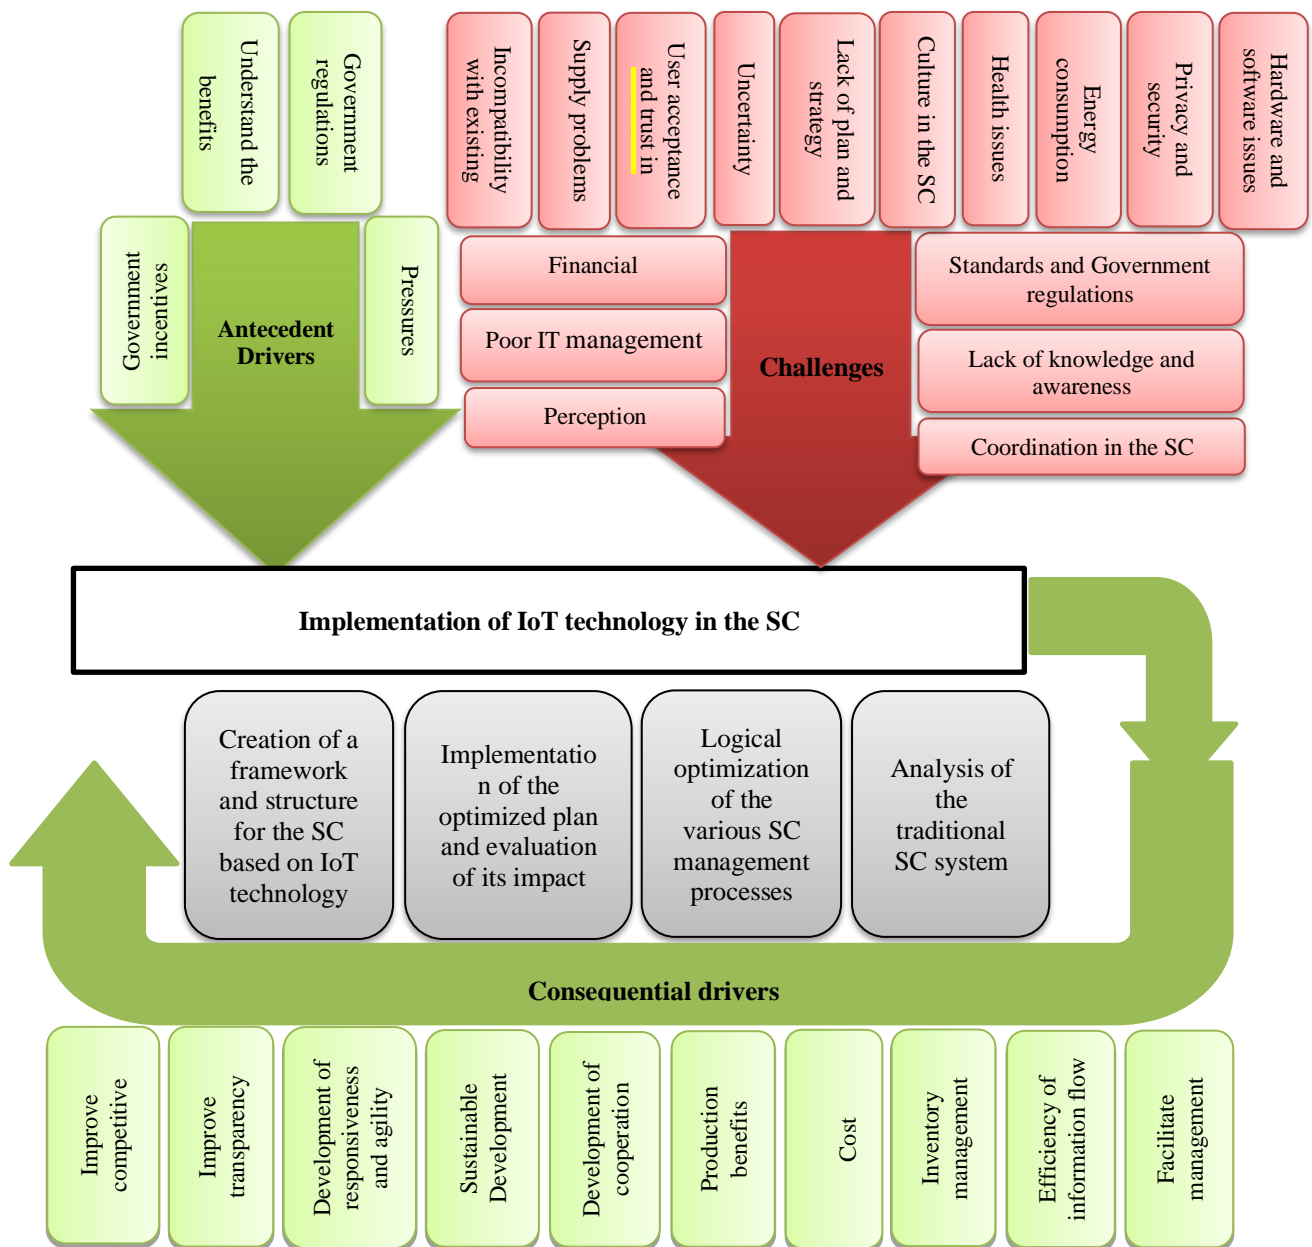 Understand the
benefits
Government
regulations
Government
incentives
Pressures
Antecedent
Drivers
Incompatibility
with existing
Supply problems
User acceptance
and trust in
Uncertainty
Lack of plan and
strategy
Culture in the SC
Health issues
Energy
consumption
Privacy and
security
Hardware and
software issues
Financial
Poor IT management
Perception
Challenges
Standards and Government
regulations
Lack of knowledge and
awareness
Coordination in the SC
Implementation of IoT technology in the SC
Creation of a
framework
and structure
for the SC
based on IoT
technology
Implementatio
n of the
optimized plan
and evaluation
of its impact
Logical
optimization
of the
various SC
management
processes
Analysis of
the
traditional
SC system
Consequential drivers
Improve
competitive
Improve
transparency
Development of
responsiveness
and agility
Sustainable
Development
Development of
cooperation
Production
benefits
Cost
Inventory
management
Efficiency of
information flow
Facilitate
management